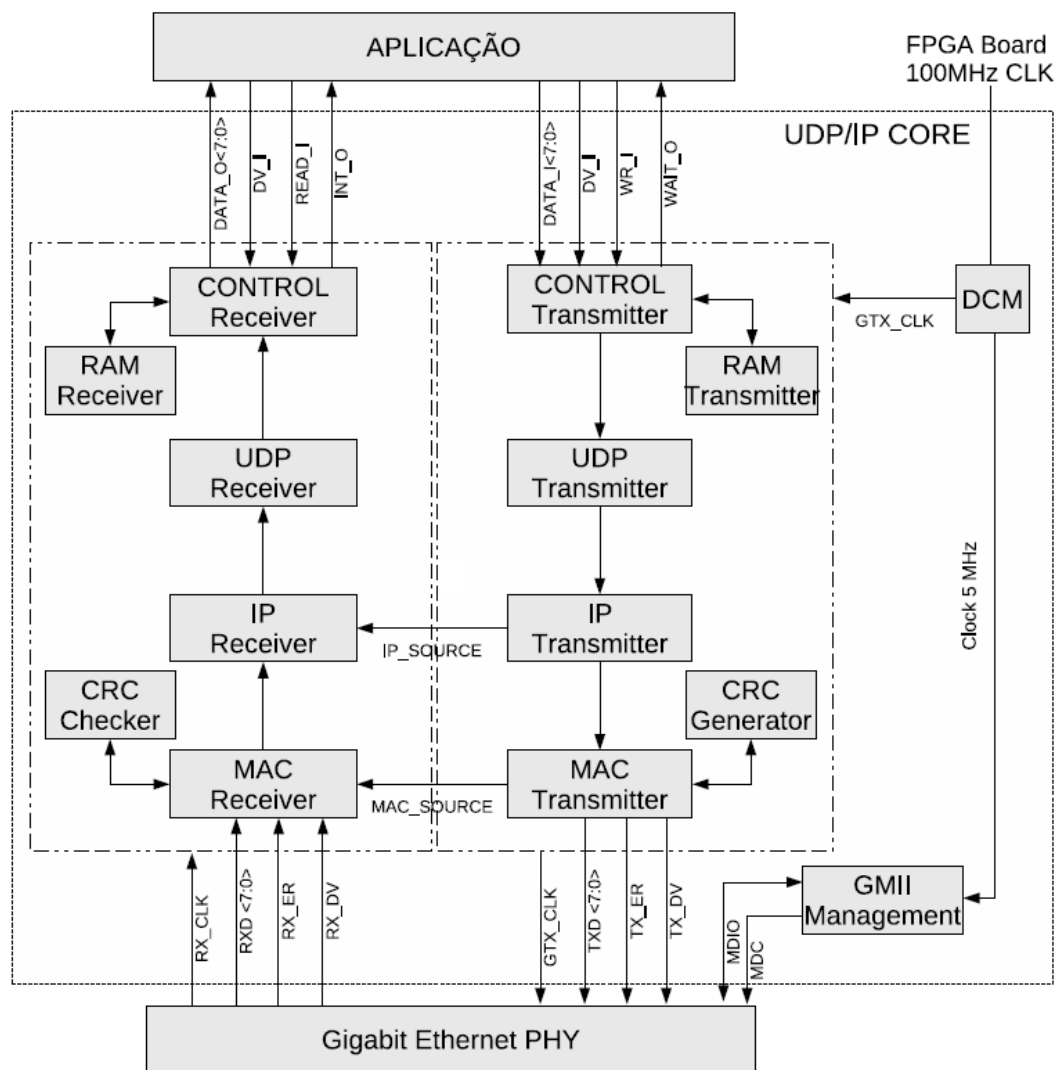 APLICAÇÃO
FPGA Board
100MHz CLK
UDP/IP CORE
DATA_O<7:0>
DV_I
READ_I
INT_O
DATA_I<7:0>
DV_I
WR_I
WAIT_O
CONTROL
Receiver
CONTROL
Transmitter
DCM
GTX_CLK
RAM
Receiver
RAM
Transmitter
UDP
Receiver
UDP
Transmitter
Clock 5 MHz
IP
Receiver
IP
Transmitter
IP_SOURCE
CRC
Checker
CRC
Generator
MAC
Receiver
MAC
Transmitter
MAC_SOURCE
RX_CLK
RXD <7:0>
RX_ER
RX_DV
GTX_CLK
TXD <7:0>
TX_ER
TX_DV
MDIO
MDC
GMII
Management
Gigabit Ethernet PHY